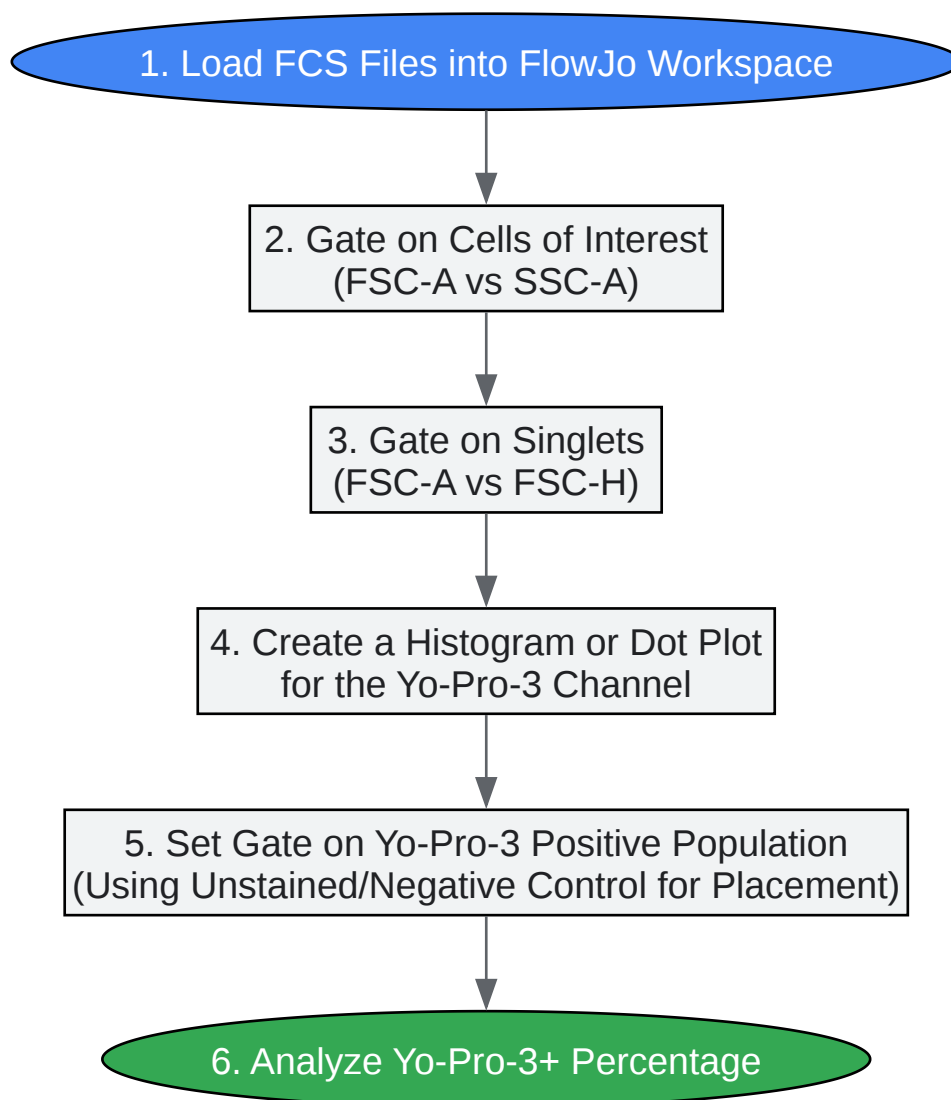 1. Load FCS Files into FlowJo Workspace
2. Gate on Cells of Interest
(FSC-A vs SSC-A)
3. Gate on Singlets
(FSC-A vs FSC-H)
4. Create a Histogram or Dot Plot
for the Yo-Pro-3 Channel
5. Set Gate on Yo-Pro-3 Positive Population
(Using Unstained/Negative Control for Placement)
6. Analyze Yo-Pro-3+ Percentage